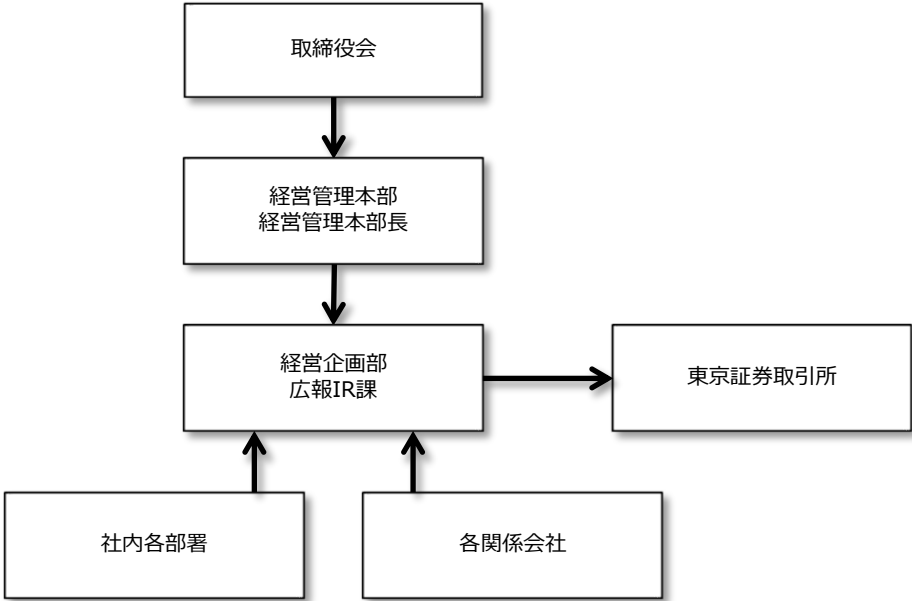 取締役会
経営管理本部
経営管理本部長
経営企画部
広報IR課
東京証券取引所
社内各部署
各関係会社